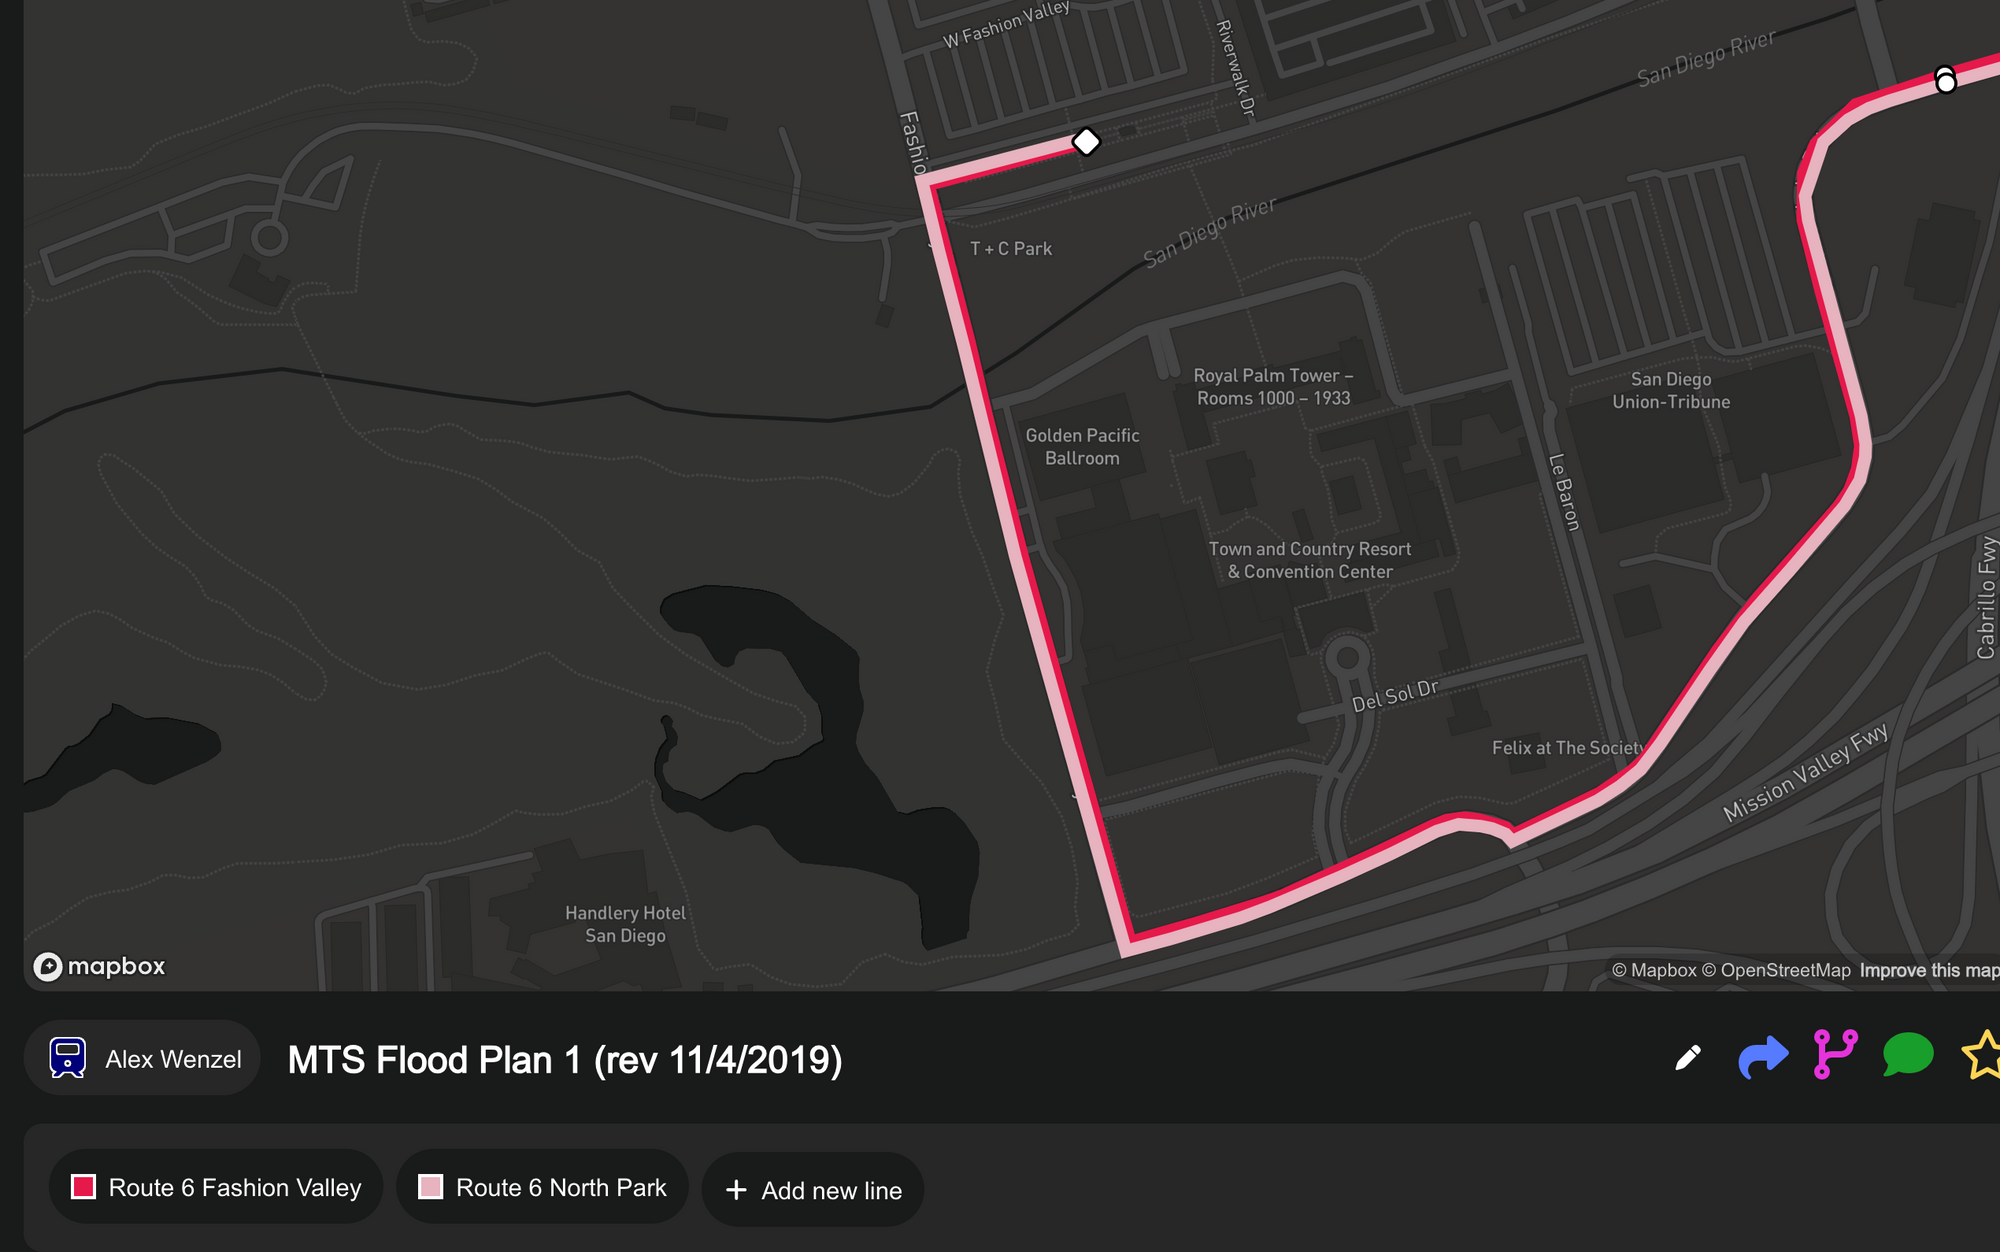 W Fashion Valley
Riverwalk Dr
San Diego River
Fashio
T + C Park
San Diego River
Royal Palm Tower –
Rooms 1000 – 1933
San Diego
Union-Tribune
Golden Pacific
Ballroom
Le Baron
Town and Country Resort
& Convention Center
Cabrillo Fwy
Del Sol Dr
Felix at The Society
Mission Valley Fwy
Handlery Hotel
San Diego
mapbox
© Mapbox © OpenStreetMap Improve this map
Alex Wenzel
MTS Flood Plan 1 (rev 11/4/2019)
Route 6 Fashion Valley
Route 6 North Park
+ Add new line